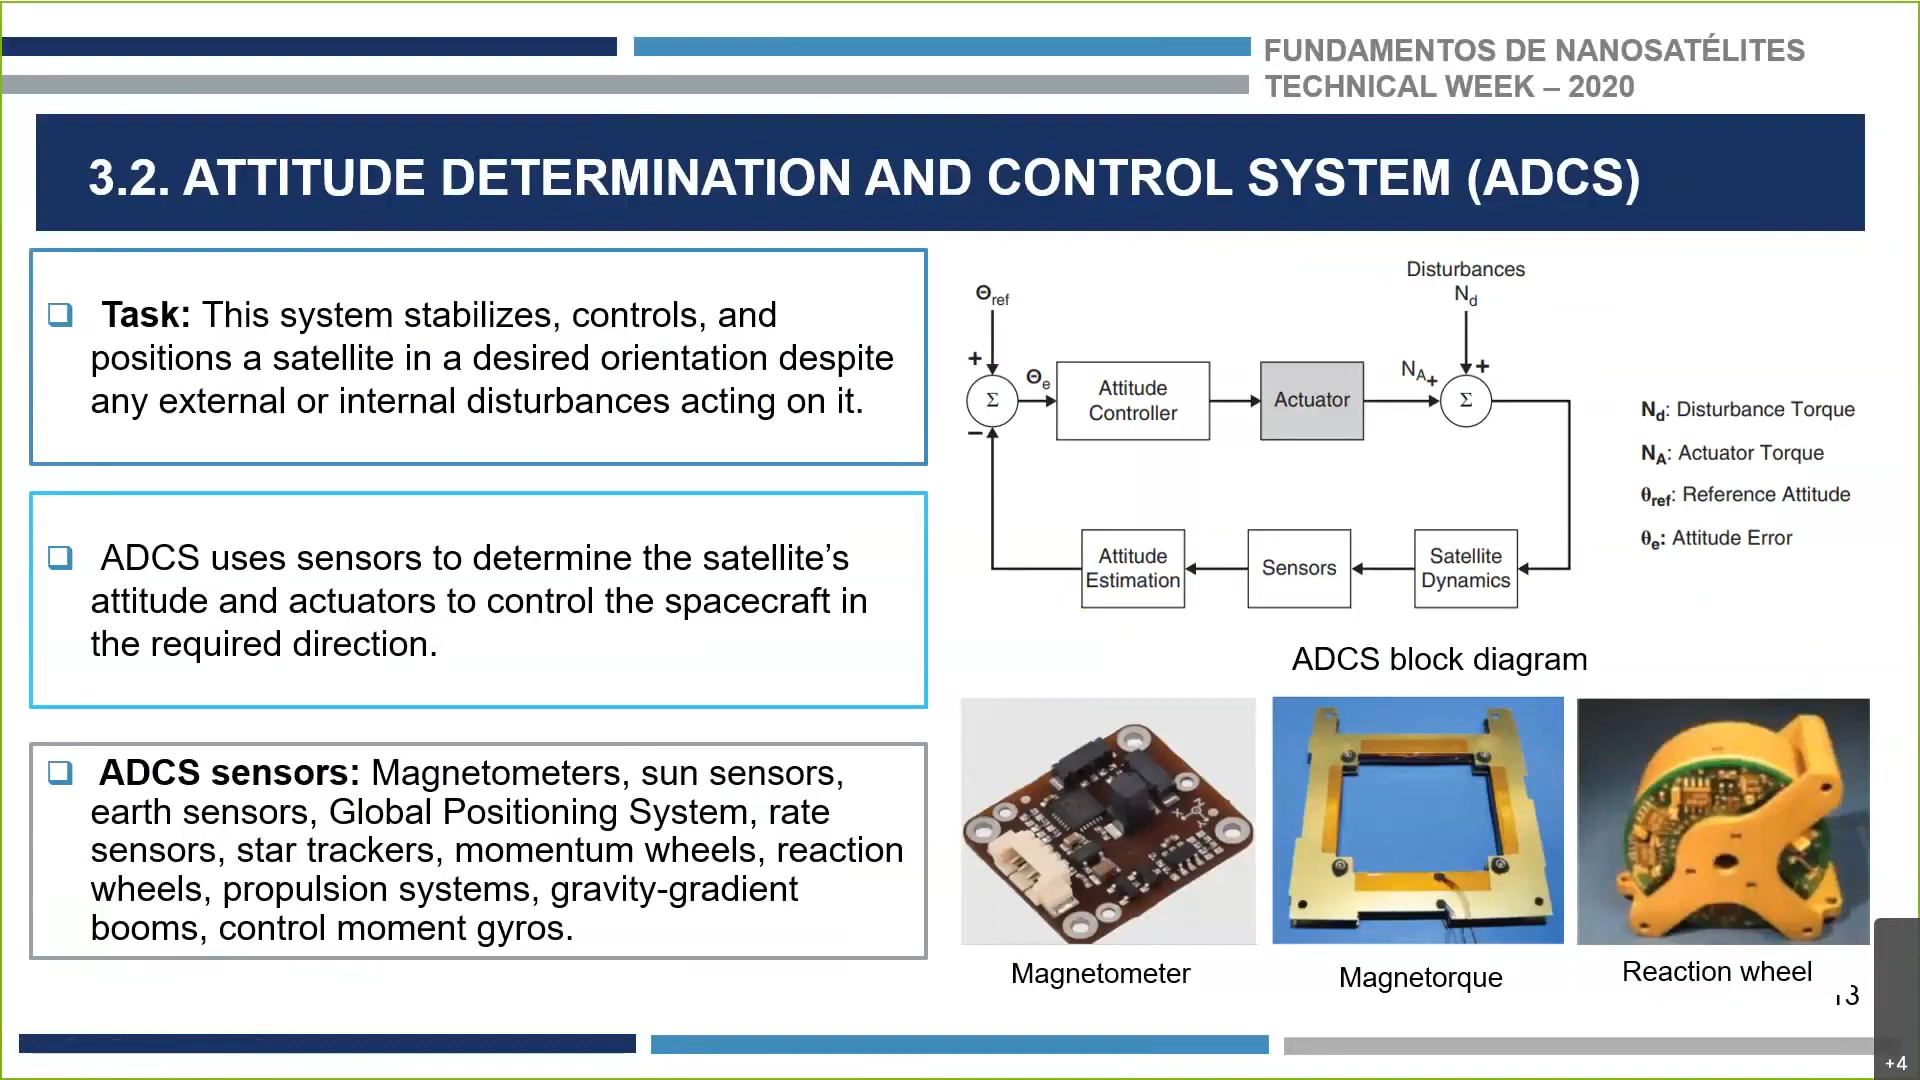 FUNDAMENTOS DE NANOSATÉLITES
TECHNICAL WEEK – 2020
3.2. ATTITUDE DETERMINATION AND CONTROL SYSTEM (ADCS)
Task: This system stabilizes, controls, and
positions a satellite in a desired orientation despite
any external or internal disturbances acting on it.
ADCS uses sensors to determine the satellite’s
attitude and actuators to control the spacecraft in
the required direction.
ADCS sensors: Magnetometers, sun sensors,
earth sensors, Global Positioning System, rate
sensors, star trackers, momentum wheels, reaction
wheels, propulsion systems, gravity-gradient
booms, control moment gyros.
Disturbances
Θref
Nd
+
+
Θe
NA+
Σ
Attitude
Controller
Actuator
Σ
−
Attitude
Estimation
Sensors
Satellite
Dynamics
Nd: Disturbance Torque
NA: Actuator Torque
θref: Reference Attitude
θe: Attitude Error
ADCS block diagram
Magnetometer
Magnetorque
Reaction wheel
13
+4